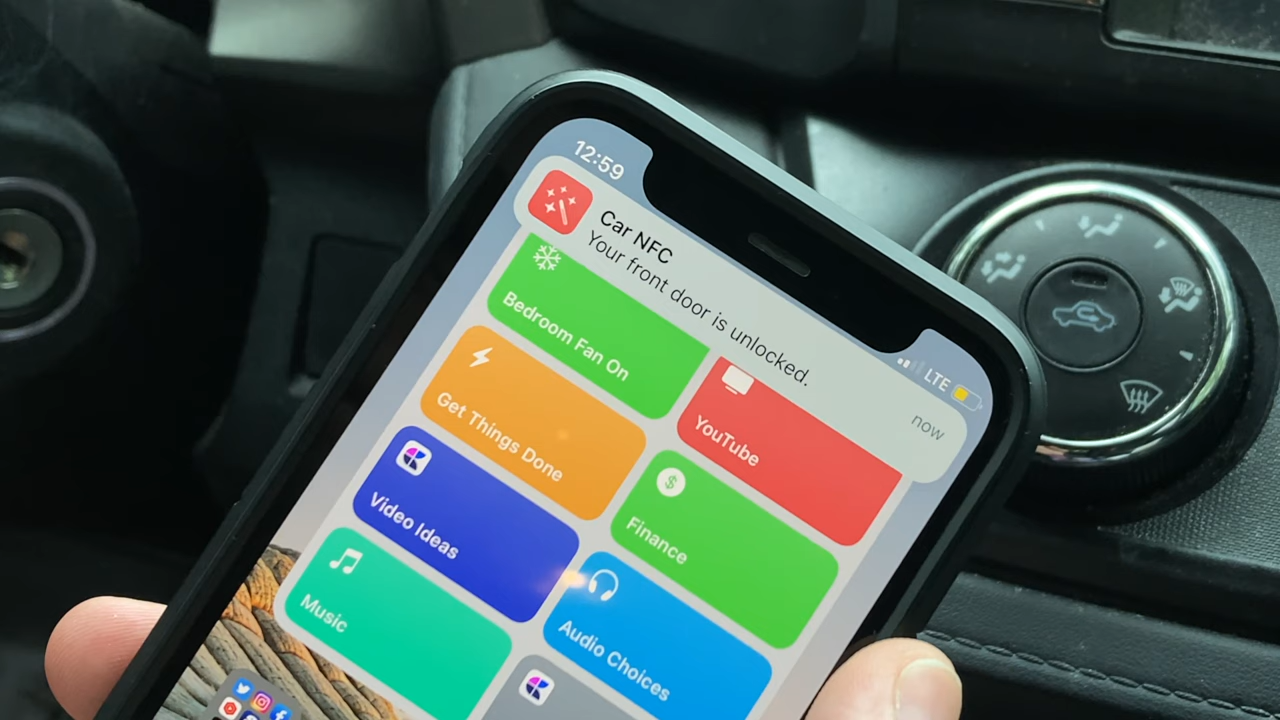 12:59
LTE
Car NFC
Your front door is unlocked.
now
Bedroom Fan On
YouTube
Get Things Done
Finance
Video Ideas
Audio Choices
Music